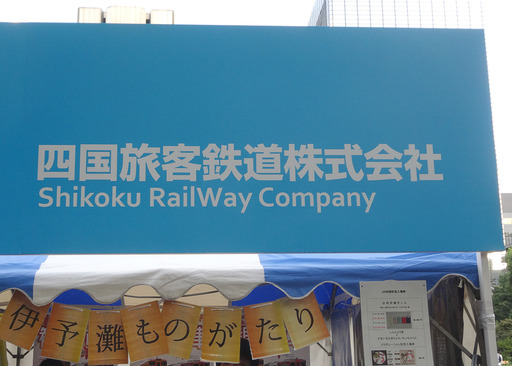 四国旅客鉄道株式会社
Shikoku RailWay Company
伊予灘ものがたり